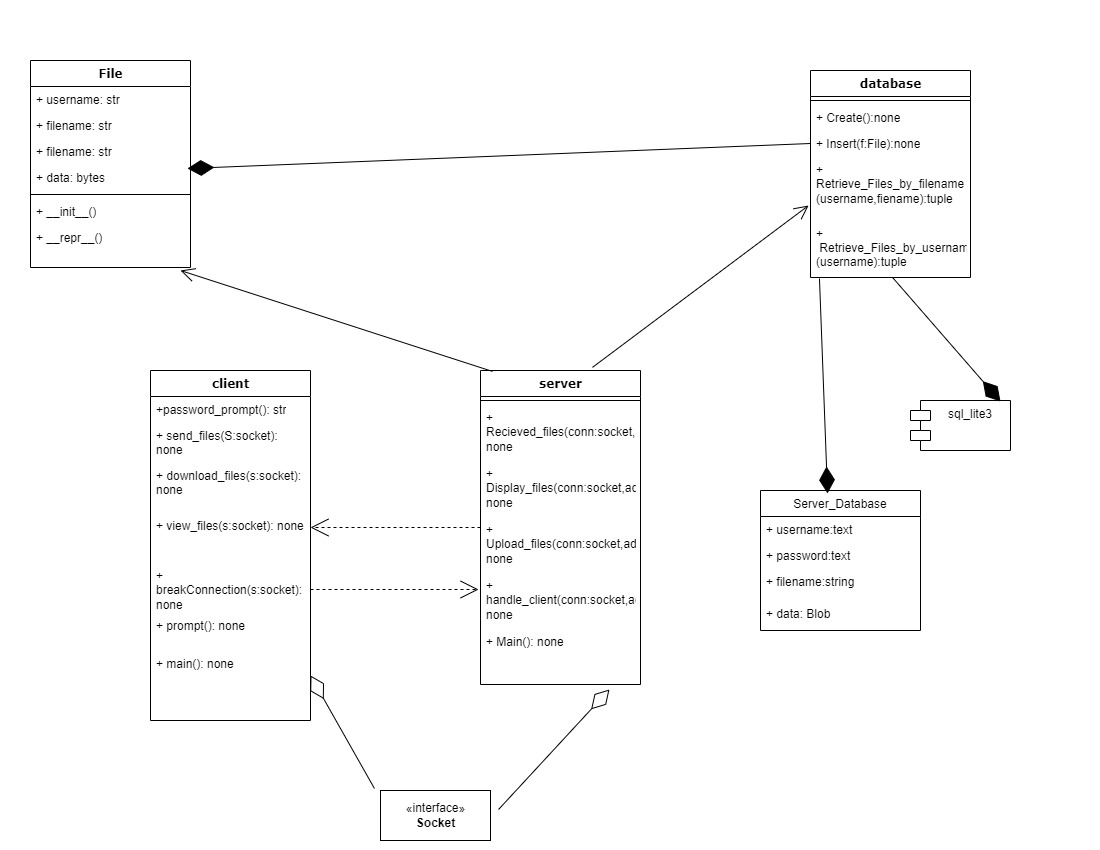 File
+ username: str
+ filename: str
+ filename: str
+ data: bytes
+ __init__()
+ __repr__()
database
+ Create():none
+ Insert(f:File):none
+
Retrieve_Files_by_filename
(username,fiename):tuple
+
Retrieve_Files_by_usernam
(username):tuple
client
+password_prompt(): str
+ send_files(S:socket):
none
+ download_files(s:socket):
none
+ view_files(s:socket): none
+
breakConnection(s:socket):
none
+ prompt(): none
+ main(): none
server
+
Recieved_files(conn:socket,
none
+
Display_files(conn:socket,ac
none
+
Upload_files(conn:socket,ad
none
+
handle_client(conn:socket,a
none
+ Main(): none
sql_lite3
Server_Database
+ username:text
+ password:text
+ filename:string
+ data: Blob
«interface»
Socket